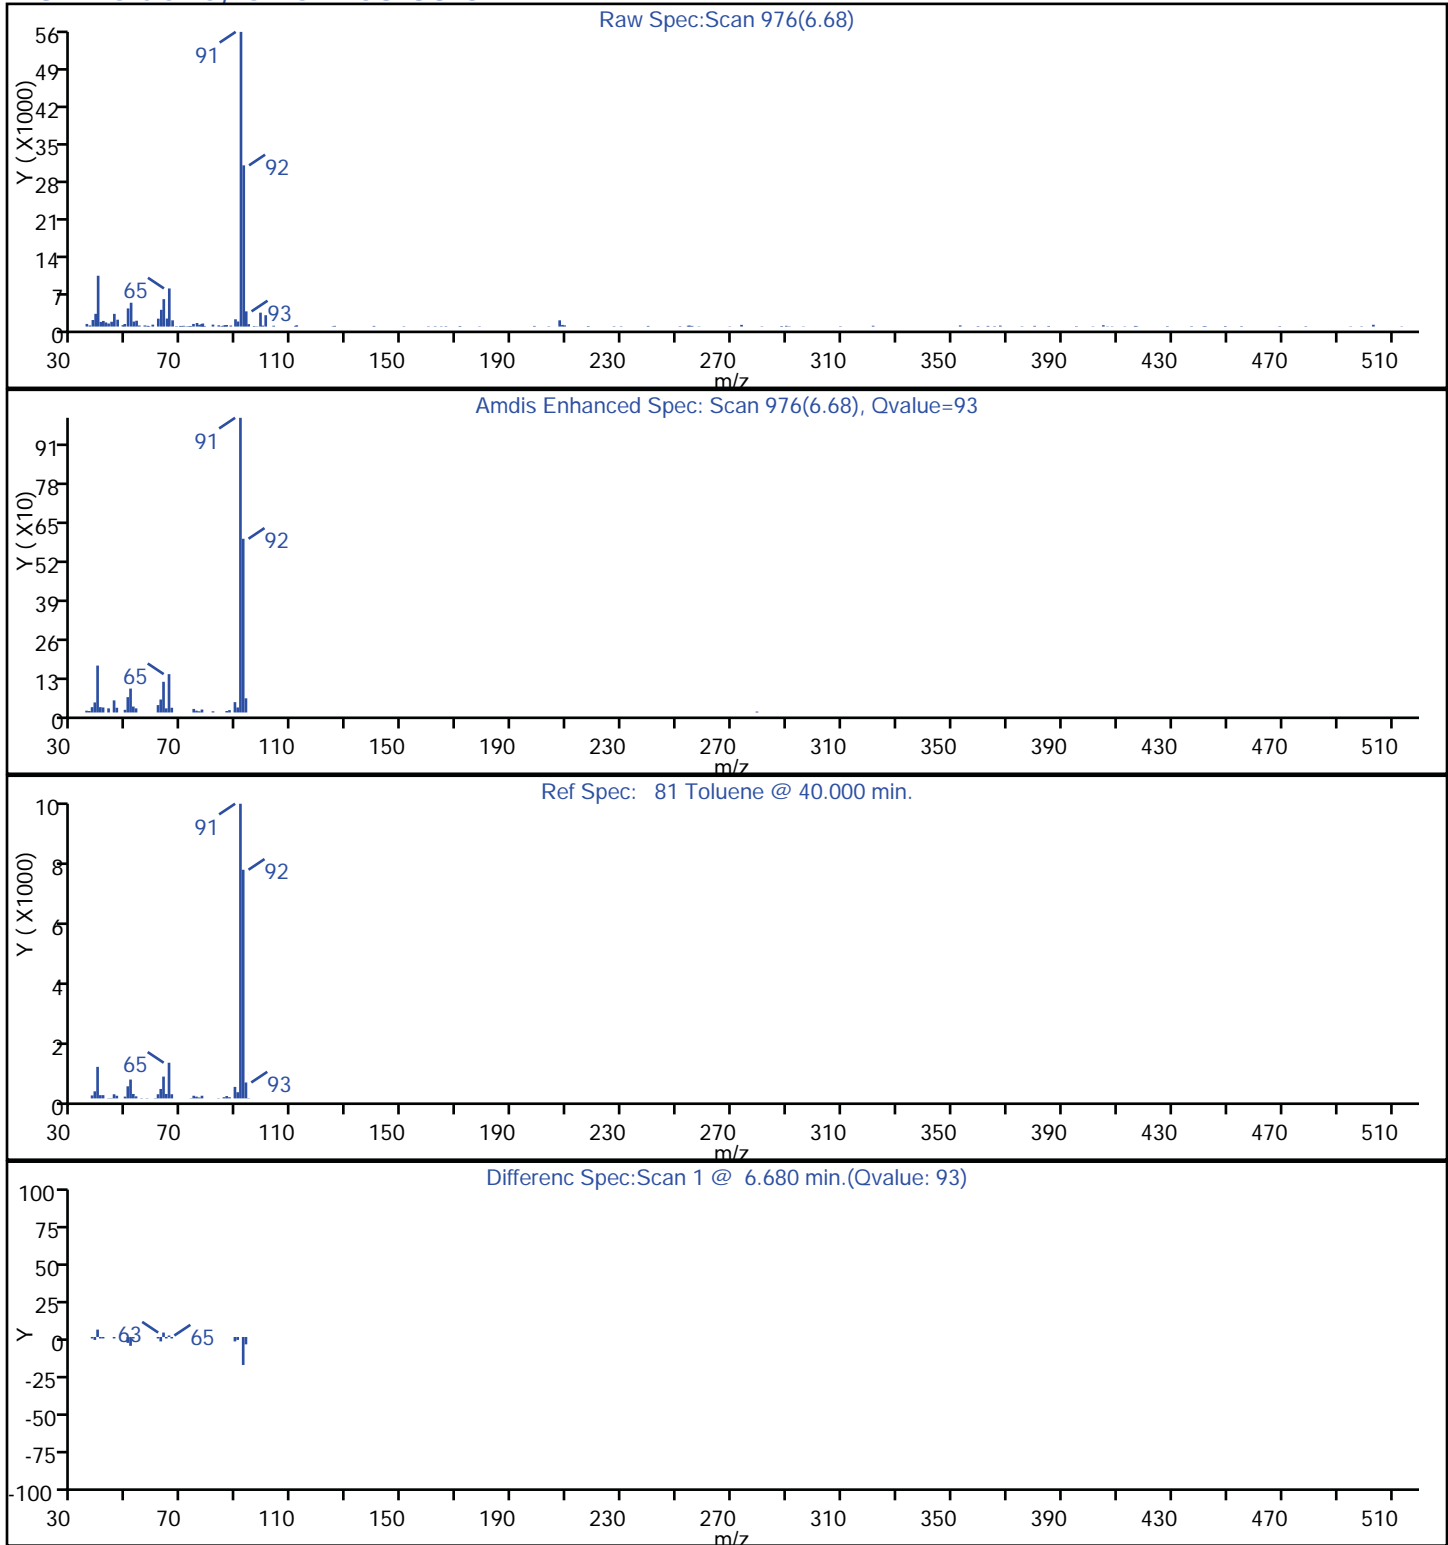 Raw Spec:Scan 976(6.68)
56
49
42
35
28
21
14
7
0
Y ( X1000)
91
92
65
93
30 70 110 150 190 230 270 310 350 390 430 470 510
m/z
Amdis Enhanced Spec: Scan 976(6.68), Qvalue=93
91
78
65
52
39
26
13
0
Y ( X10)
91
92
65
30 70 110 150 190 230 270 310 350 390 430 470 510
m/z
Ref Spec: 81 Toluene @ 40.000 min.
10
8
6
4
2
0
Y ( X1000)
91
92
65
93
30 70 110 150 190 230 270 310 350 390 430 470 510
m/z
Differenc Spec:Scan 1 @ 6.680 min.(Qvalue: 93)
100
75
50
25
0
-25
-50
-75
-100
Y
63
65
30 70 110 150 190 230 270 310 350 390 430 470 510
m/z